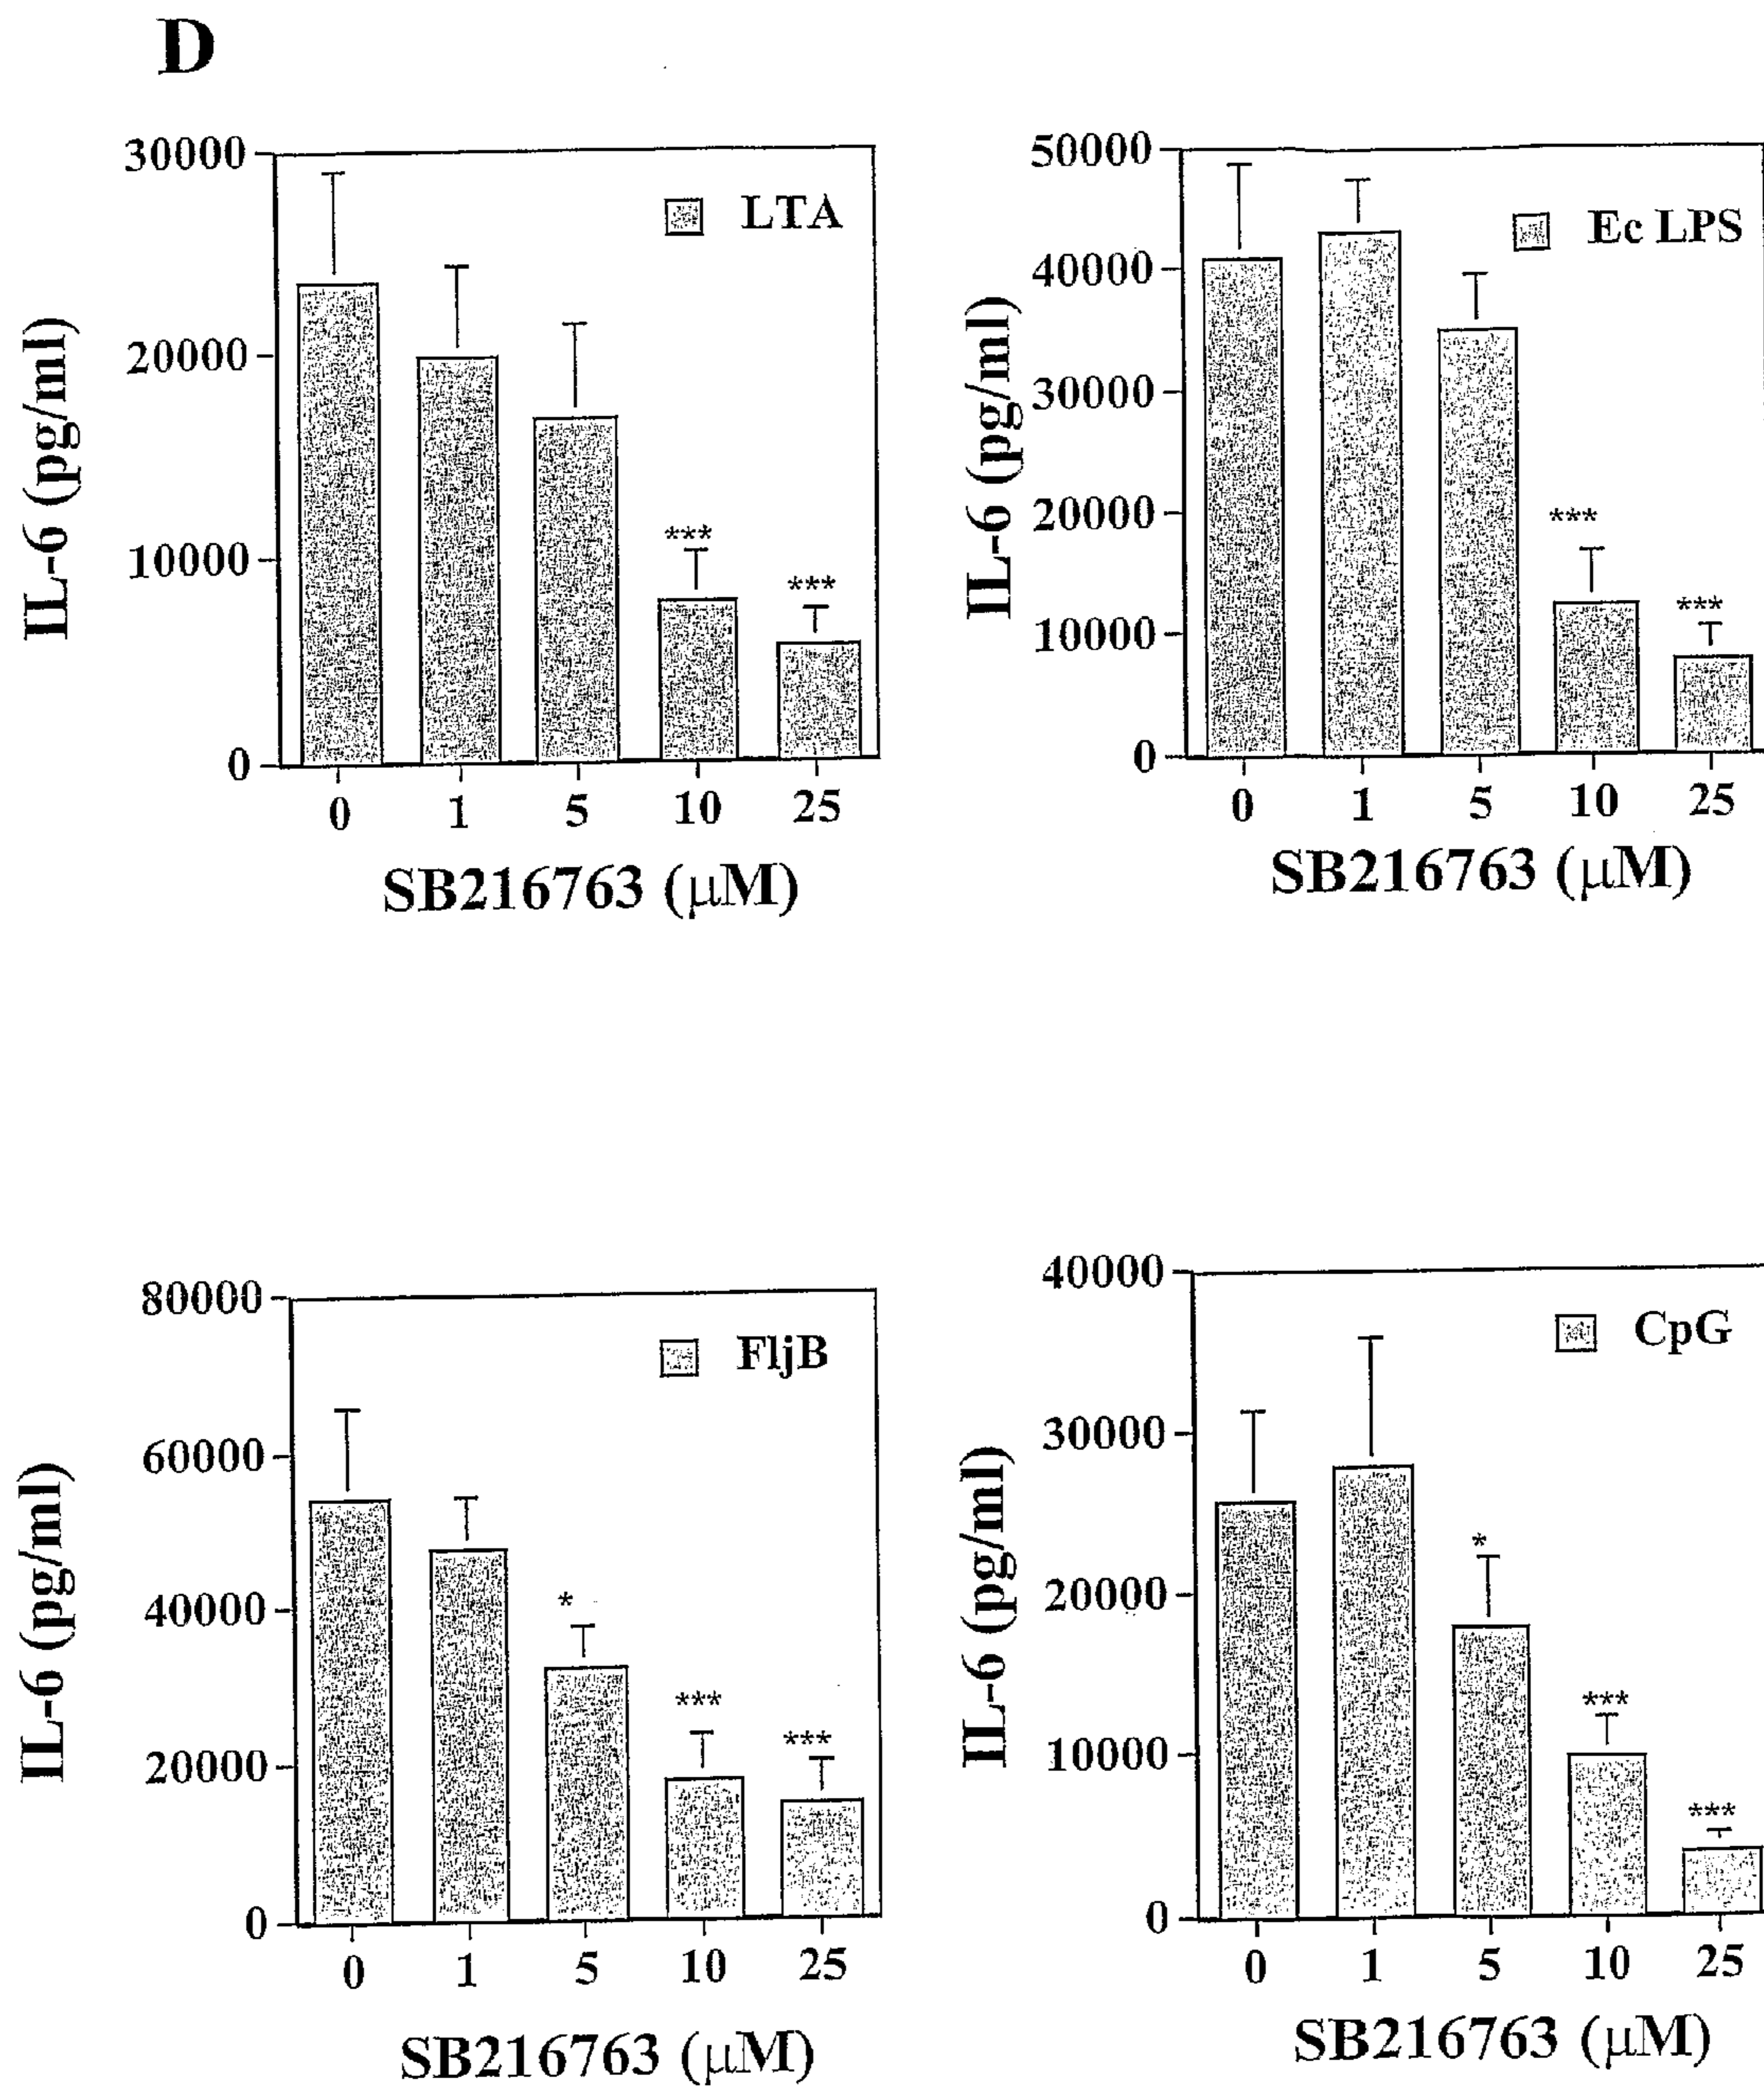 D
30000
20000
10000
0
IL-6 (pg/ml)
LTA
***
***
0 1 5 10 25
SB216763 (μM)
50000
40000
30000
20000
10000
0
IL-6 (pg/ml)
Ec LPS
***
***
0 1 5 10 25
SB216763 (μM)
80000
60000
40000
20000
0
IL-6 (pg/ml)
FljB
*
***
***
0 1 5 10 25
SB216763 (μM)
40000
30000
20000
10000
0
IL-6 (pg/ml)
CpG
*
***
***
0 1 5 10 25
SB216763 (μM)